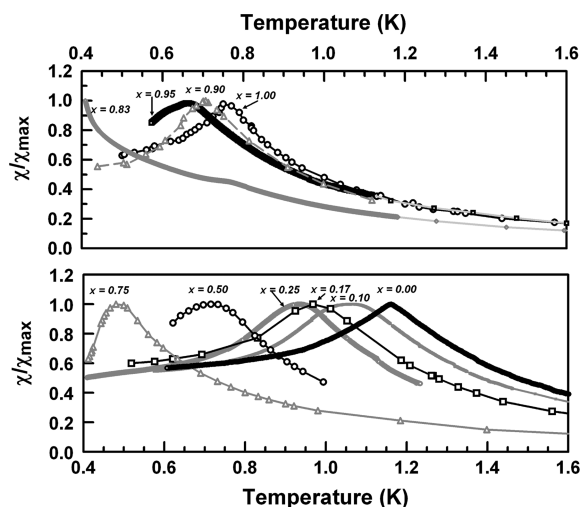 Temperature (K)
0.4 0.6 0.8 1.0 1.2 1.4 1.6
1.2
1.0
0.8
0.6
0.4
0.2
0.0
χ/χmax
x = 0.83
x = 0.95
x = 0.90
x = 1.00
1.2
1.0
0.8
0.6
0.4
0.2
0.0
χ/χmax
x = 0.75
x = 0.50
x = 0.25
x = 0.17
x = 0.10
x = 0.00
0.4 0.6 0.8 1.0 1.2 1.4 1.6
Temperature (K)